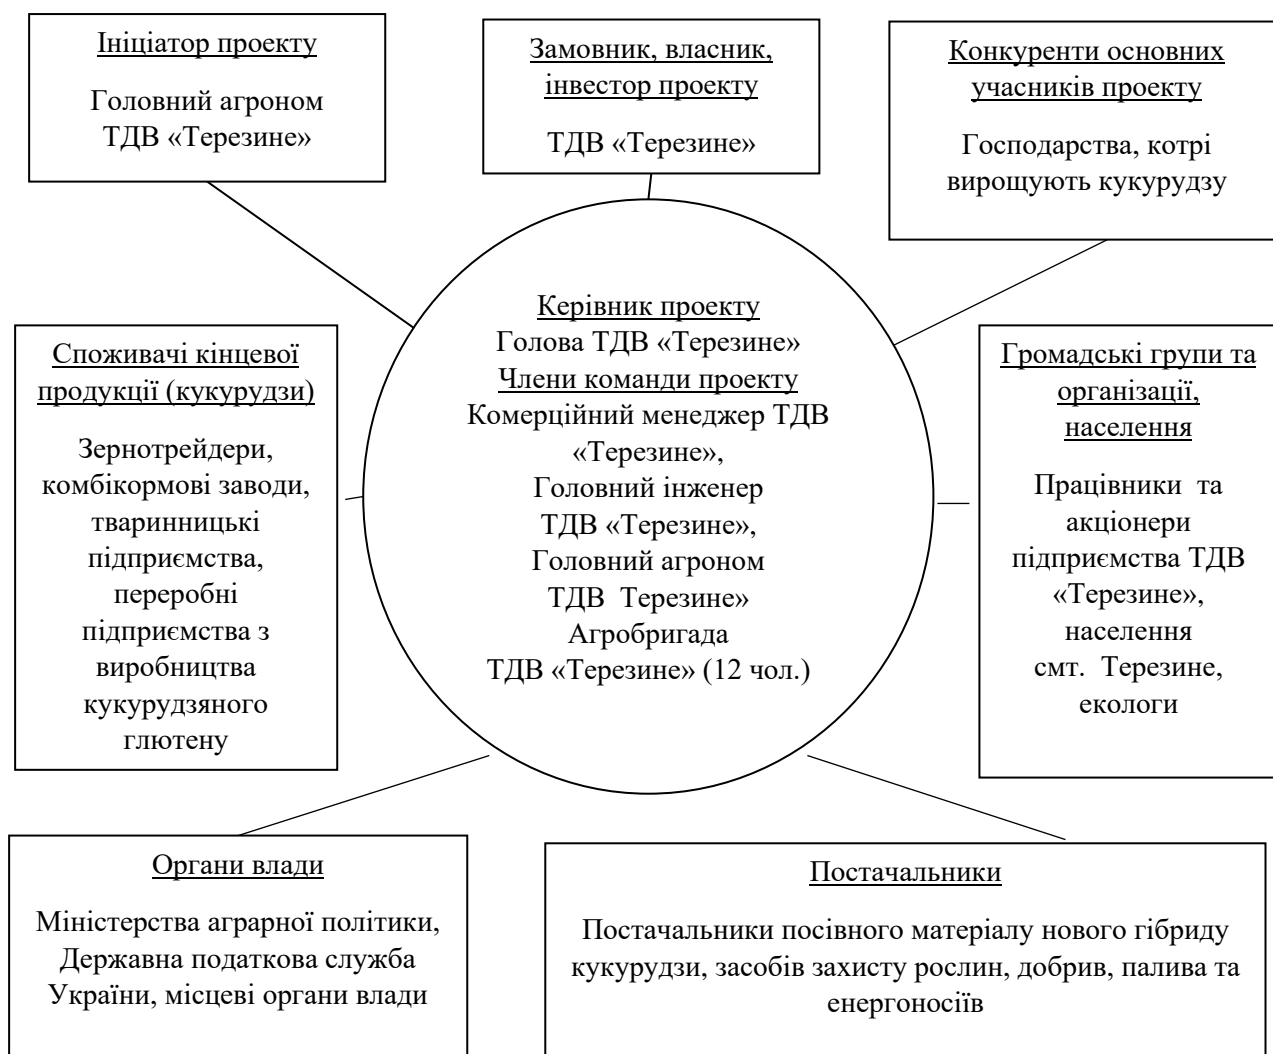 Ініціатор проекту
Головний агроном
ТДВ «Терезине»
Замовник, власник,
інвестор проекту
ТДВ «Терезине»
Конкуренти основних
учасників проекту
Господарства, котрі
вирощують кукурудзу
Споживачі кінцевої
продукції (кукурудзи)
Зернотрейдери,
комбікормові заводи,
тваринницькі
підприємства,
переробні
підприємства з
виробництва
кукурудзяного
глютену
Керівник проекту
Голова ТДВ «Терезине»
Члени команди проекту
Комерційний менеджер ТДВ
«Терезине»,
Головний інженер
ТДВ «Терезине»,
Головний агроном
ТДВ Терезине»
Агробригада
ТДВ «Терезине» (12 чол.)
Громадські групи та
організації,
населення
Працівники та
акціонери
підприємства ТДВ
«Терезине»,
населення
смт. Терезине,
екологи
Органи влади
Міністерства аграрної політики,
Державна податкова служба
України, місцеві органи влади
Постачальники
Постачальники посівного матеріалу нового гібриду
кукурудзи, засобів захисту рослин, добрив, палива та
енергоносіїв